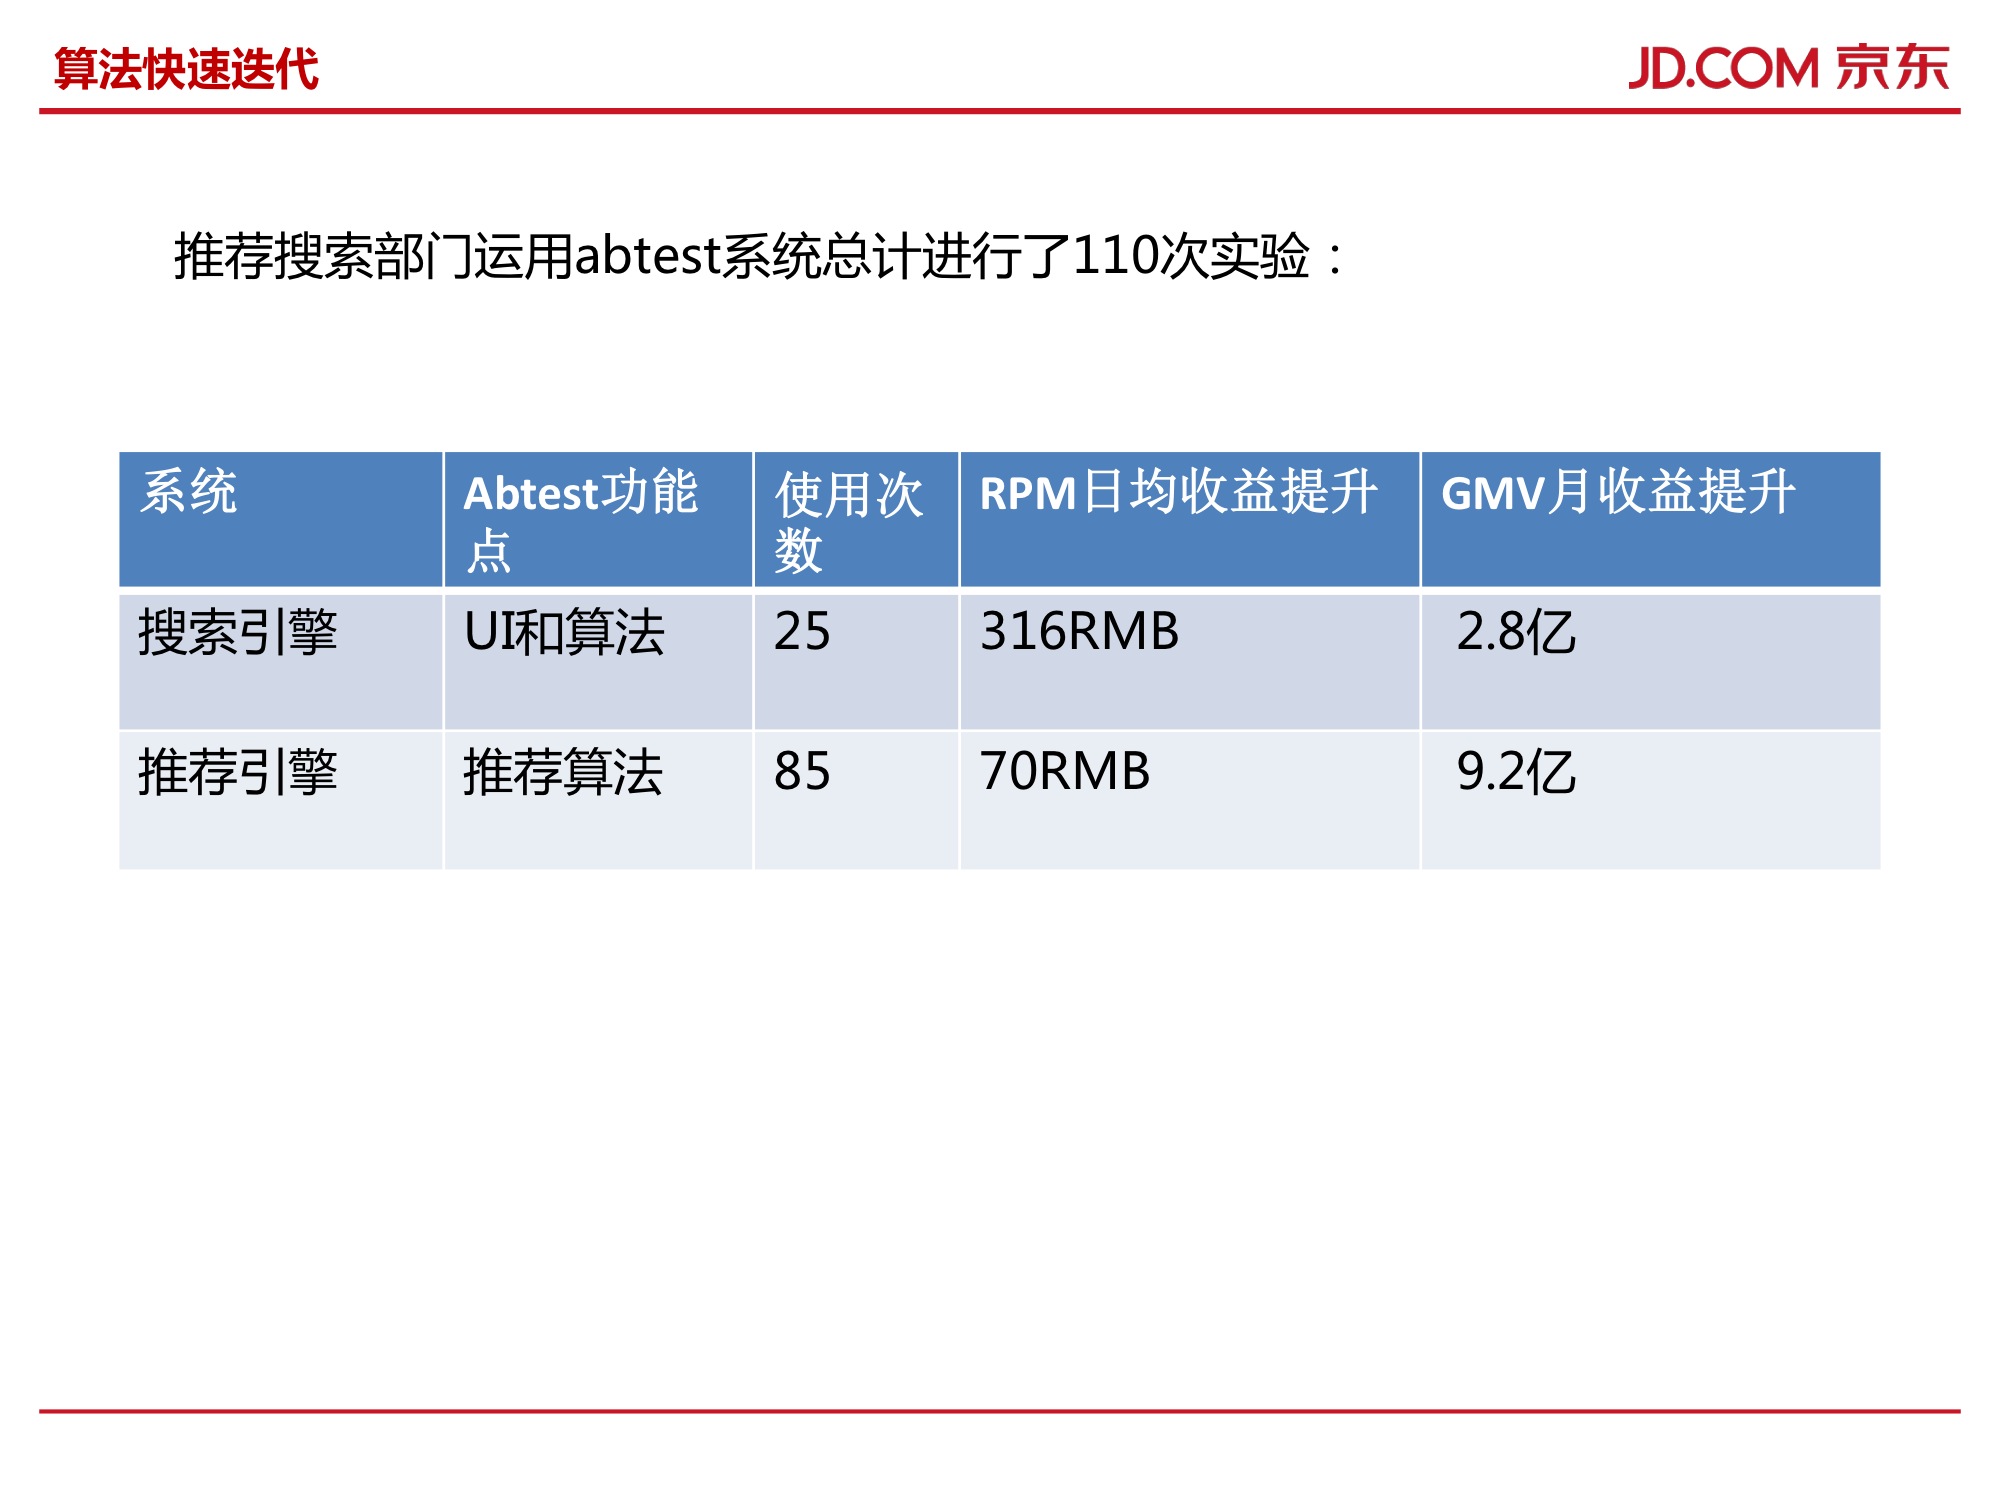 算法快速迭代
JD.COM 京东
推荐搜索部门运用abtest系统总计进行了110次实验：
系统
Abtest功能
点
使用次
数
RPM日均收益提升
GMV月收益提升
搜索引擎
UI和算法
25
316RMB
2.8亿
推荐引擎
推荐算法
85
70RMB
9.2亿